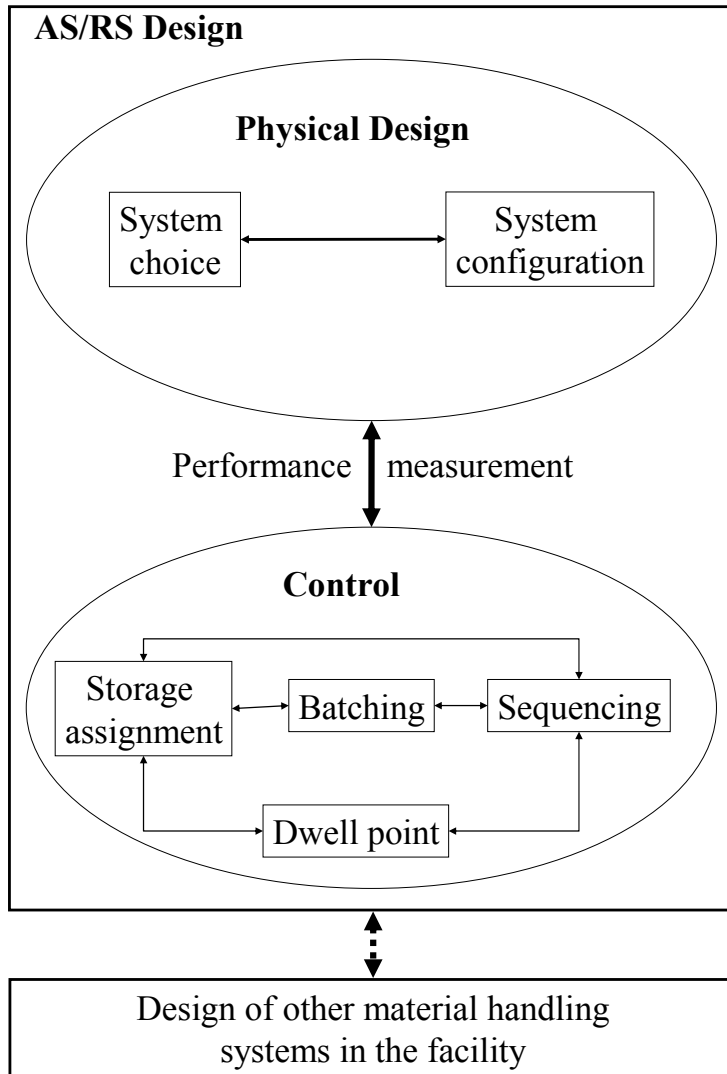 AS/RS Design
Physical Design
System
choice
System
configuration
Performance measurement
Control
Storage
assignment
Batching
Sequencing
Dwell point
Design of other material handling
systems in the facility